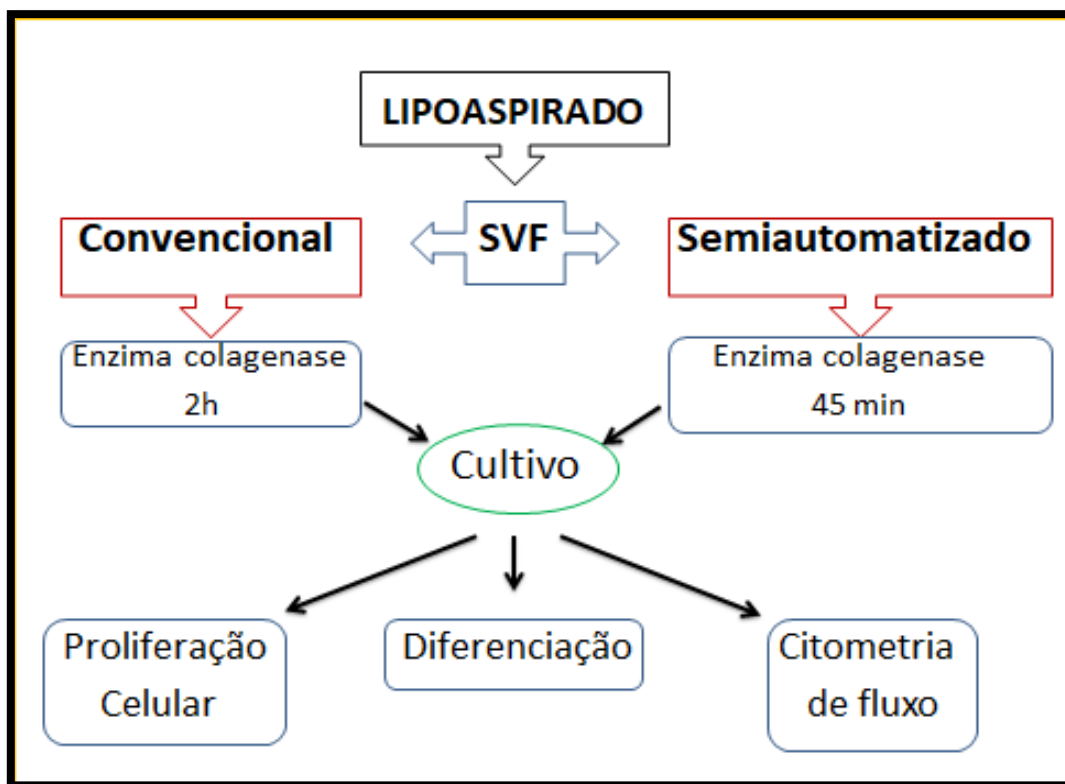 LIPOASPIRADO
Convencional
SVF
Semiautomatizado
Enzima colagenase
2h
Enzima colagenase
45 min
Cultivo
Proliferação
Celular
Diferenciação
Citometria
de fluxo